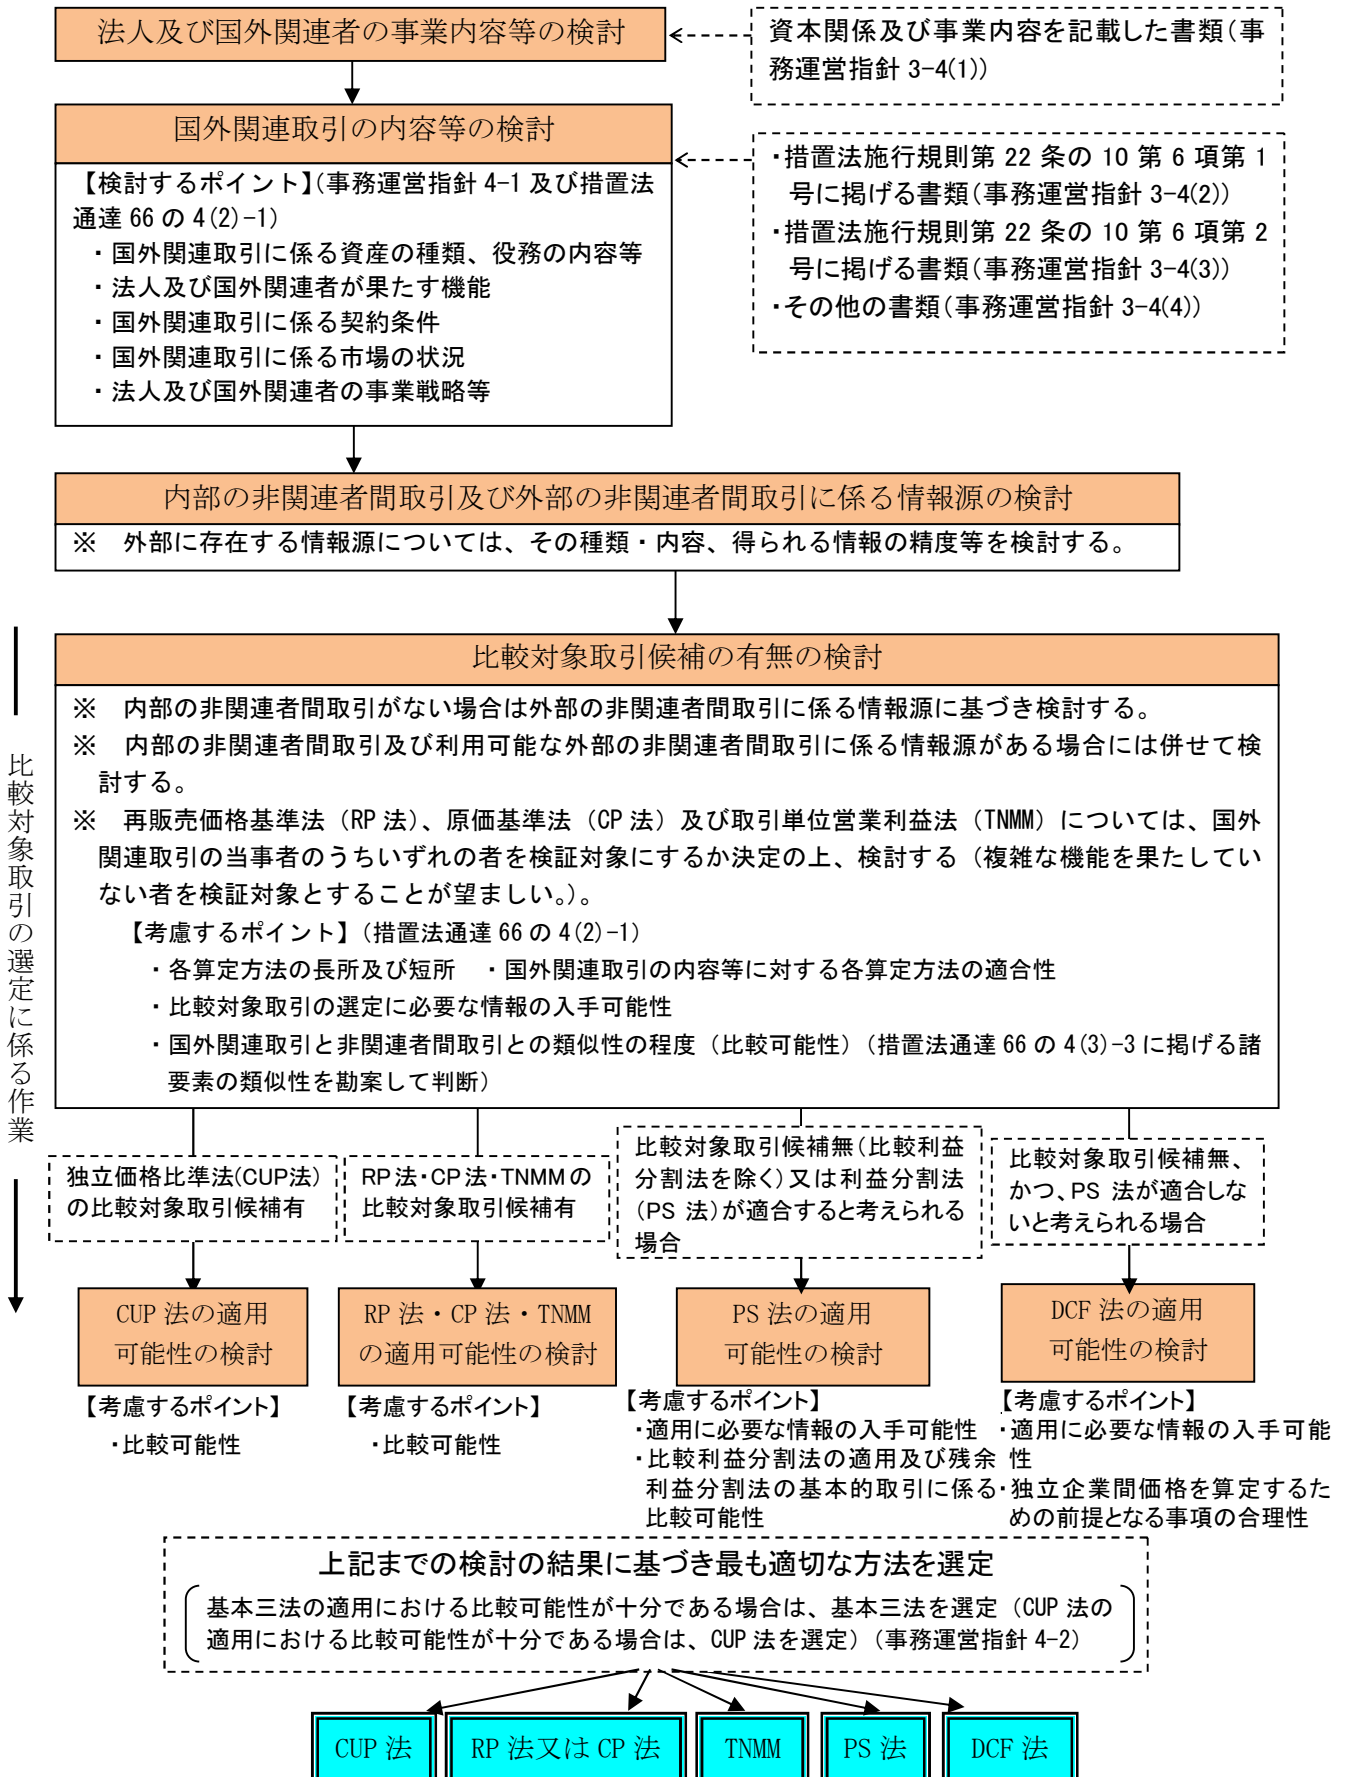 法人及び国外関連者の事業内容等の検討
資本関係及び事業内容を記載した書類（事
務運営指針 3-4(1)）
国外関連取引の内容等の検討
【検討するポイント】（事務運営指針 4-1 及び措置法
通達 66 の 4(2)-1）
・国外関連取引に係る資産の種類、役務の内容等
・法人及び国外関連者が果たす機能
・国外関連取引に係る契約条件
・国外関連取引に係る市場の状況
・法人及び国外関連者の事業戦略等
・措置法施行規則第 22 条の 10 第 6 項第 1
号に掲げる書類（事務運営指針 3-4(2)）
・措置法施行規則第 22 条の 10 第 6 項第 2
号に掲げる書類（事務運営指針 3-4(3)）
・その他の書類（事務運営指針 3-4(4)）
内部の非関連者間取引及び外部の非関連者間取引に係る情報源の検討
※　外部に存在する情報源については、その種類・内容、得られる情報の精度等を検討する。
比較対象取引の選定に係る作業
比較対象取引候補の有無の検討
※　内部の非関連者間取引がない場合は外部の非関連者間取引に係る情報源に基づき検討する。
※　内部の非関連者間取引及び利用可能な外部の非関連者間取引に係る情報源がある場合には併せて検
討する。
※　再販売価格基準法（RP 法）、原価基準法（CP 法）及び取引単位営業利益法（TNMM）については、国外
関連取引の当事者のうちいずれの者を検証対象にするか決定の上、検討する（複雑な機能を果たしてい
ない者を検証対象とすることが望ましい。）。
【考慮するポイント】（措置法通達 66 の 4(2)-1）
・各算定方法の長所及び短所　・国外関連取引の内容等に対する各算定方法の適合性
・比較対象取引の選定に必要な情報の入手可能性
・国外関連取引と非関連者間取引との類似性の程度（比較可能性）（措置法通達 66 の 4(3)-3 に掲げる諸
要素の類似性を勘案して判断）
独立価格比準法（CUP法）
の比較対象取引候補有
RP 法・CP 法・TNMM の
比較対象取引候補有
比較対象取引候補無（比較利益
分割法を除く）又は利益分割法
（PS 法）が適合すると考えられる
場合
比較対象取引候補無、
かつ、PS 法が適合しな
いと考えられる場合
CUP 法の適用
可能性の検討
RP 法・CP 法・TNMM
の適用可能性の検討
PS 法の適用
可能性の検討
DCF 法の適用
可能性の検討
【考慮するポイント】
・比較可能性
【考慮するポイント】
・比較可能性
【考慮するポイント】
・適用に必要な情報の入手可能性
・比較利益分割法の適用及び残余
利益分割法の基本的取引に係る
比較可能性
【考慮するポイント】
・適用に必要な情報の入手可能
性
・独立企業間価格を算定するた
めの前提となる事項の合理性
上記までの検討の結果に基づき最も適切な方法を選定
基本三法の適用における比較可能性が十分である場合は、基本三法を選定（CUP 法の
適用における比較可能性が十分である場合は、CUP 法を選定）（事務運営指針 4-2）
CUP 法
RP 法又は CP 法
TNMM
PS 法
DCF 法